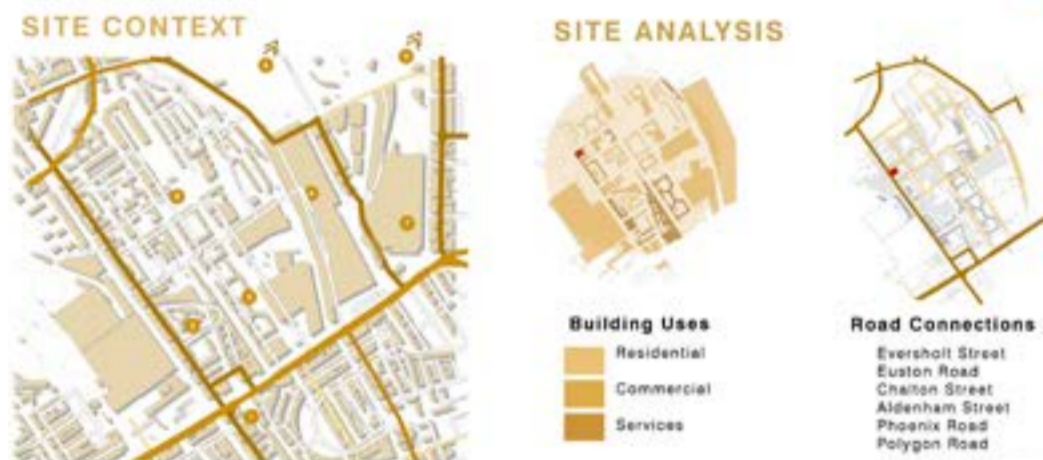 SITE CONTEXT
SITE ANALYSIS
Building Uses
Residential
Commercial
Services
Road Connections
Eversholt Street
Euston Road
Chalton Street
Aldenham Street
Phoenix Road
Polygon Road